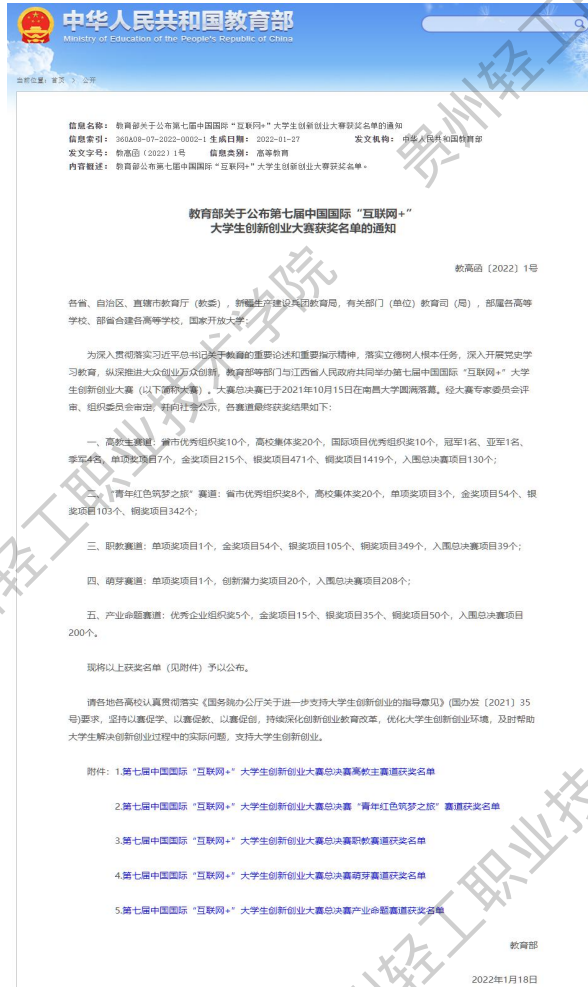 中华人民共和国教育部
Ministry of Education of the People's Republic of China
当前位置：首页 > 公开
信息名称： 教育部关于公布第七届中国国际“互联网+”大学生创新创业大赛获奖名单的通知
信息索引： 360A08-07-2022-0002-1 生成日期： 2022-01-27 发文机构： 中华人民共和国教育部
发文字号： 教高函〔2022〕1号 信息类别： 高等教育
内容概述： 教育部公布第七届中国国际“互联网+”大学生创新创业大赛获奖名单。
教育部关于公布第七届中国国际“互联网+”
大学生创新创业大赛获奖名单的通知
教高函〔2022〕1号
各省、自治区、直辖市教育厅（教委），新疆生产建设兵团教育局，有关部门（单位）教育司（局），部属各高等
学校、部省合建各高等学校，国家开放大学：
为深入贯彻落实习近平总书记关于教育的重要论述和重要指示精神，落实立德树人根本任务，深入开展党史学
习教育，纵深推进大众创业万众创新，教育部等部门与江西省人民政府共同举办第七届中国国际“互联网+”大学
生创新创业大赛（以下简称大赛）。大赛总决赛已于2021年10月15日在南昌大学圆满落幕。经大赛专家委员会评
审、组织委员会审定，并向社会公示，各赛道最终获奖结果如下：
一、高教主赛道：省市优秀组织奖10个，高校集体奖20个，国际项目优秀组织奖10个，冠军1名、亚军1名、
季军4名，单项奖项目7个，金奖项目215个、银奖项目471个、铜奖项目1419个，入围总决赛项目130个；
二、“青年红色筑梦之旅”赛道：省市优秀组织奖8个，高校集体奖20个，单项奖项目3个，金奖项目54个、银
奖项目103个、铜奖项目342个；
三、职教赛道：单项奖项目1个，金奖项目54个、银奖项目105个、铜奖项目349个，入围总决赛项目39个；
四、萌芽赛道：单项奖项目1个，创新潜力奖项目20个，入围总决赛项目208个；
五、产业命题赛道：优秀企业组织奖5个，金奖项目15个、银奖项目35个、铜奖项目50个，入围总决赛项目
200个。
现将以上获奖名单（见附件）予以公布。
请各地各高校认真贯彻落实《国务院办公厅关于进一步支持大学生创新创业的指导意见》(国办发〔2021〕35
号)要求，坚持以赛促学、以赛促教、以赛促创，持续深化创新创业教育改革，优化大学生创新创业环境，及时帮助
大学生解决创新创业过程中的实际问题，支持大学生创新创业。
附件：1.第七届中国国际“互联网+”大学生创新创业大赛总决赛高教主赛道获奖名单
2.第七届中国国际“互联网+”大学生创新创业大赛总决赛“青年红色筑梦之旅”赛道获奖名单
3.第七届中国国际“互联网+”大学生创新创业大赛总决赛职教赛道获奖名单
4.第七届中国国际“互联网+”大学生创新创业大赛总决赛萌芽赛道获奖名单
5.第七届中国国际“互联网+”大学生创新创业大赛总决赛产业命题赛道获奖名单
教育部
2022年1月18日
贵州轻工职
轻工职业技术学院
州轻工职业技